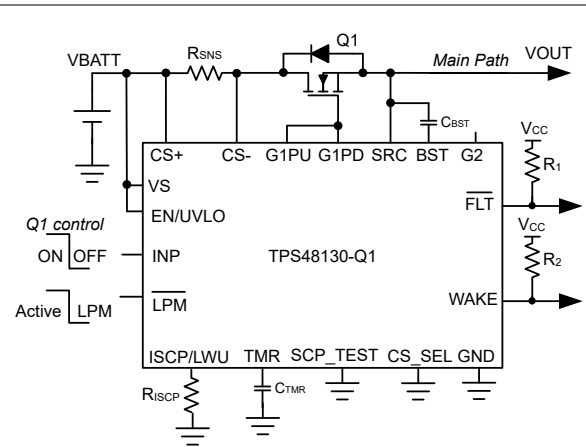 Q1
VBATT
RSNS
Main Path
VOUT
CBST
CS+
CS-
G1PU
G1PD
SRC
BST
G2
VCC
R1
VS
EN/UVLO
FLT
Q1 control
ON
OFF
INP
TPS48130-Q1
VCC
R2
Active
LPM
LPM
WAKE
ISCP/LWU
TMR
SCP_TEST
CS_SEL
GND
RISCP
CTMR